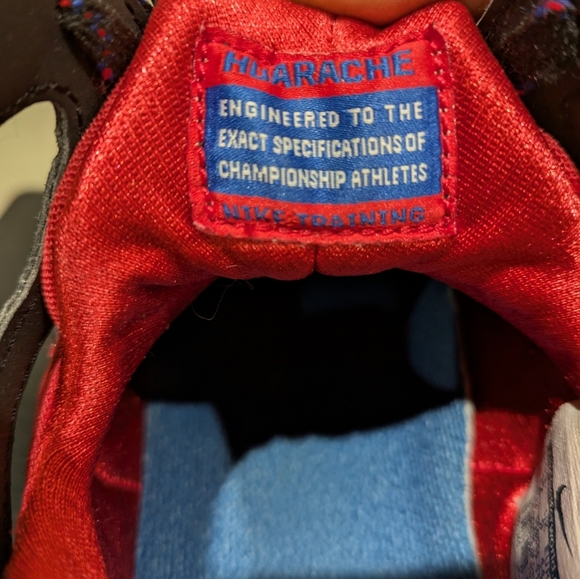 HUARACHE
ENGINEERED TO THE
EXACT SPECIFICATIONS OF
CHAMPIONSHIP ATHLETES
NIKE TRAINING